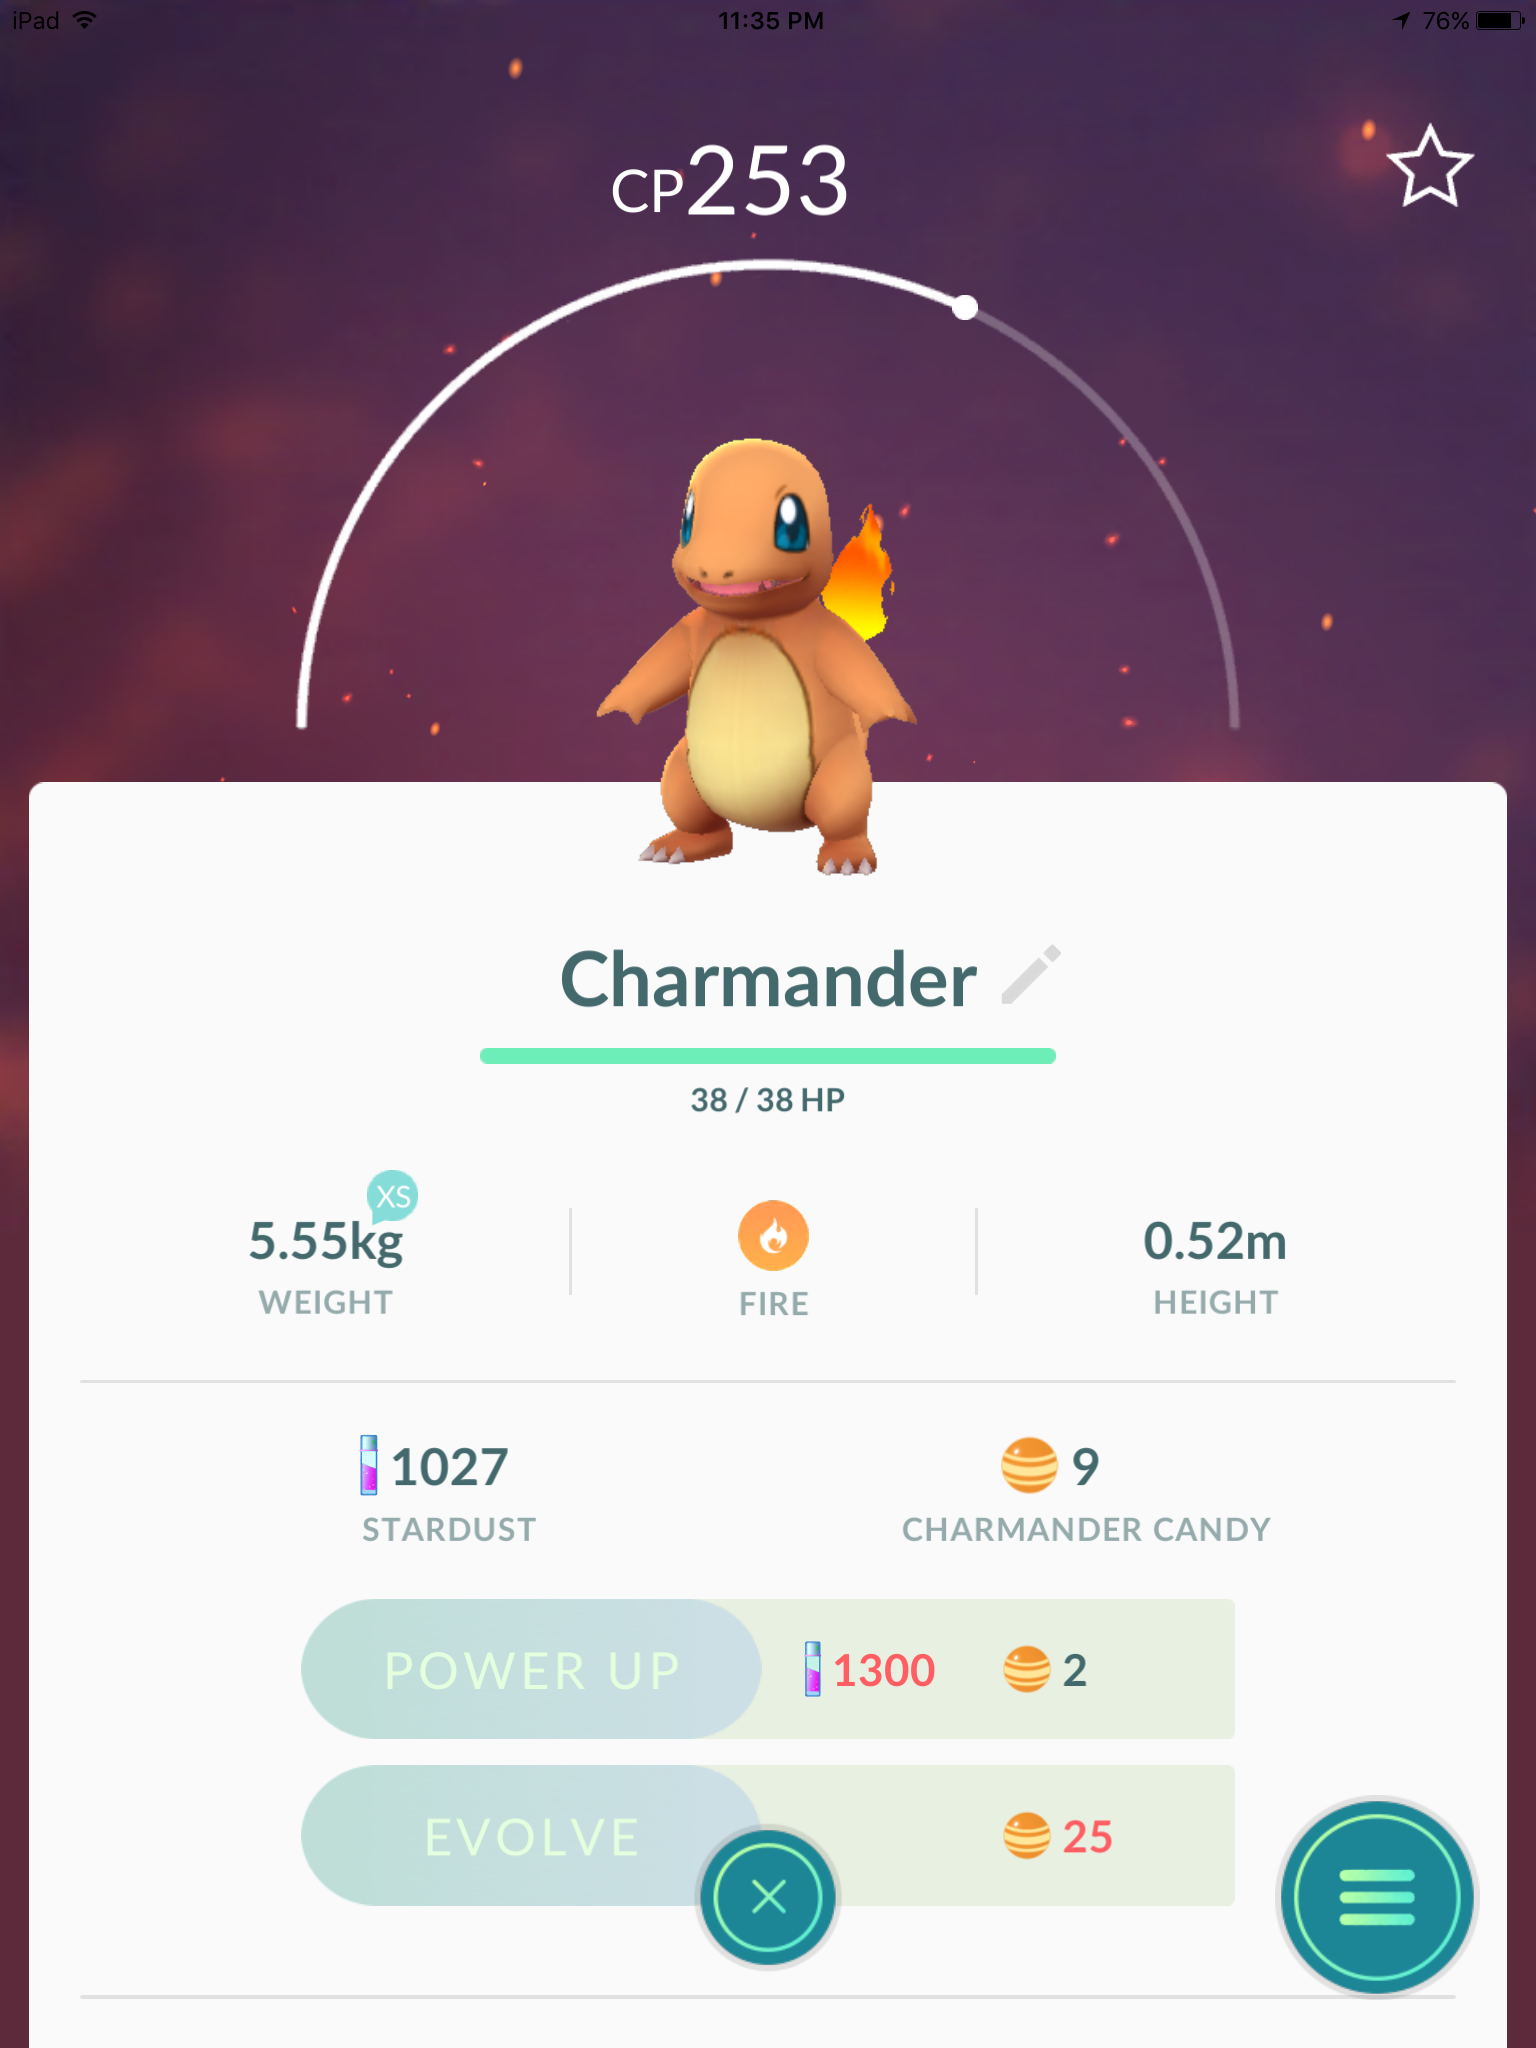 iPad 11:35 PM 76%
CP253
Charmander
38 / 38 HP
XS
5.55kg 0.52m
WEIGHT FIRE HEIGHT
1027 9
STARDUST CHARMANDER CANDY
POWER UP 1300 2
EVOLVE 25